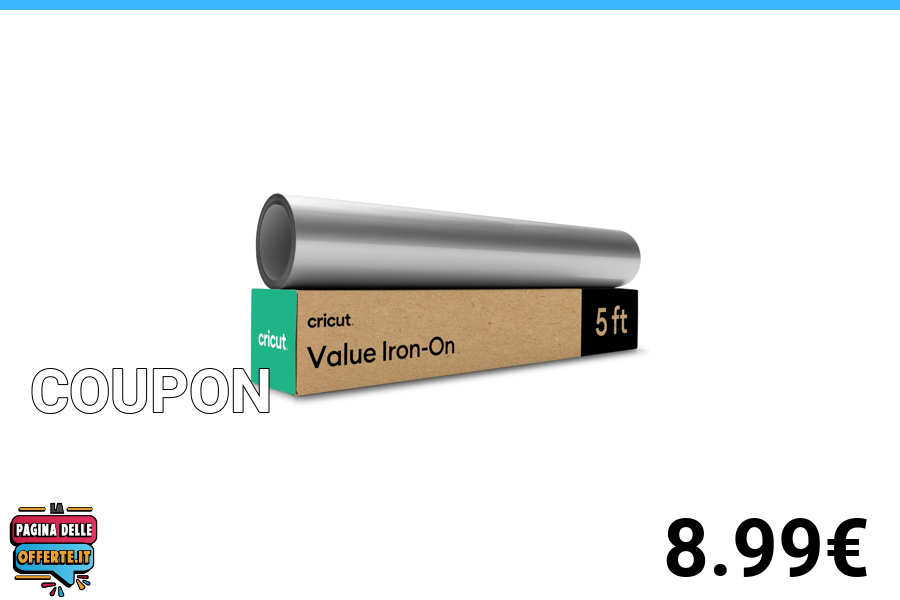 cricut
5 ft
cricut
Value Iron-On
COUPON
LA
PAGINA DELLE
OFFERTE.IT
8.99€